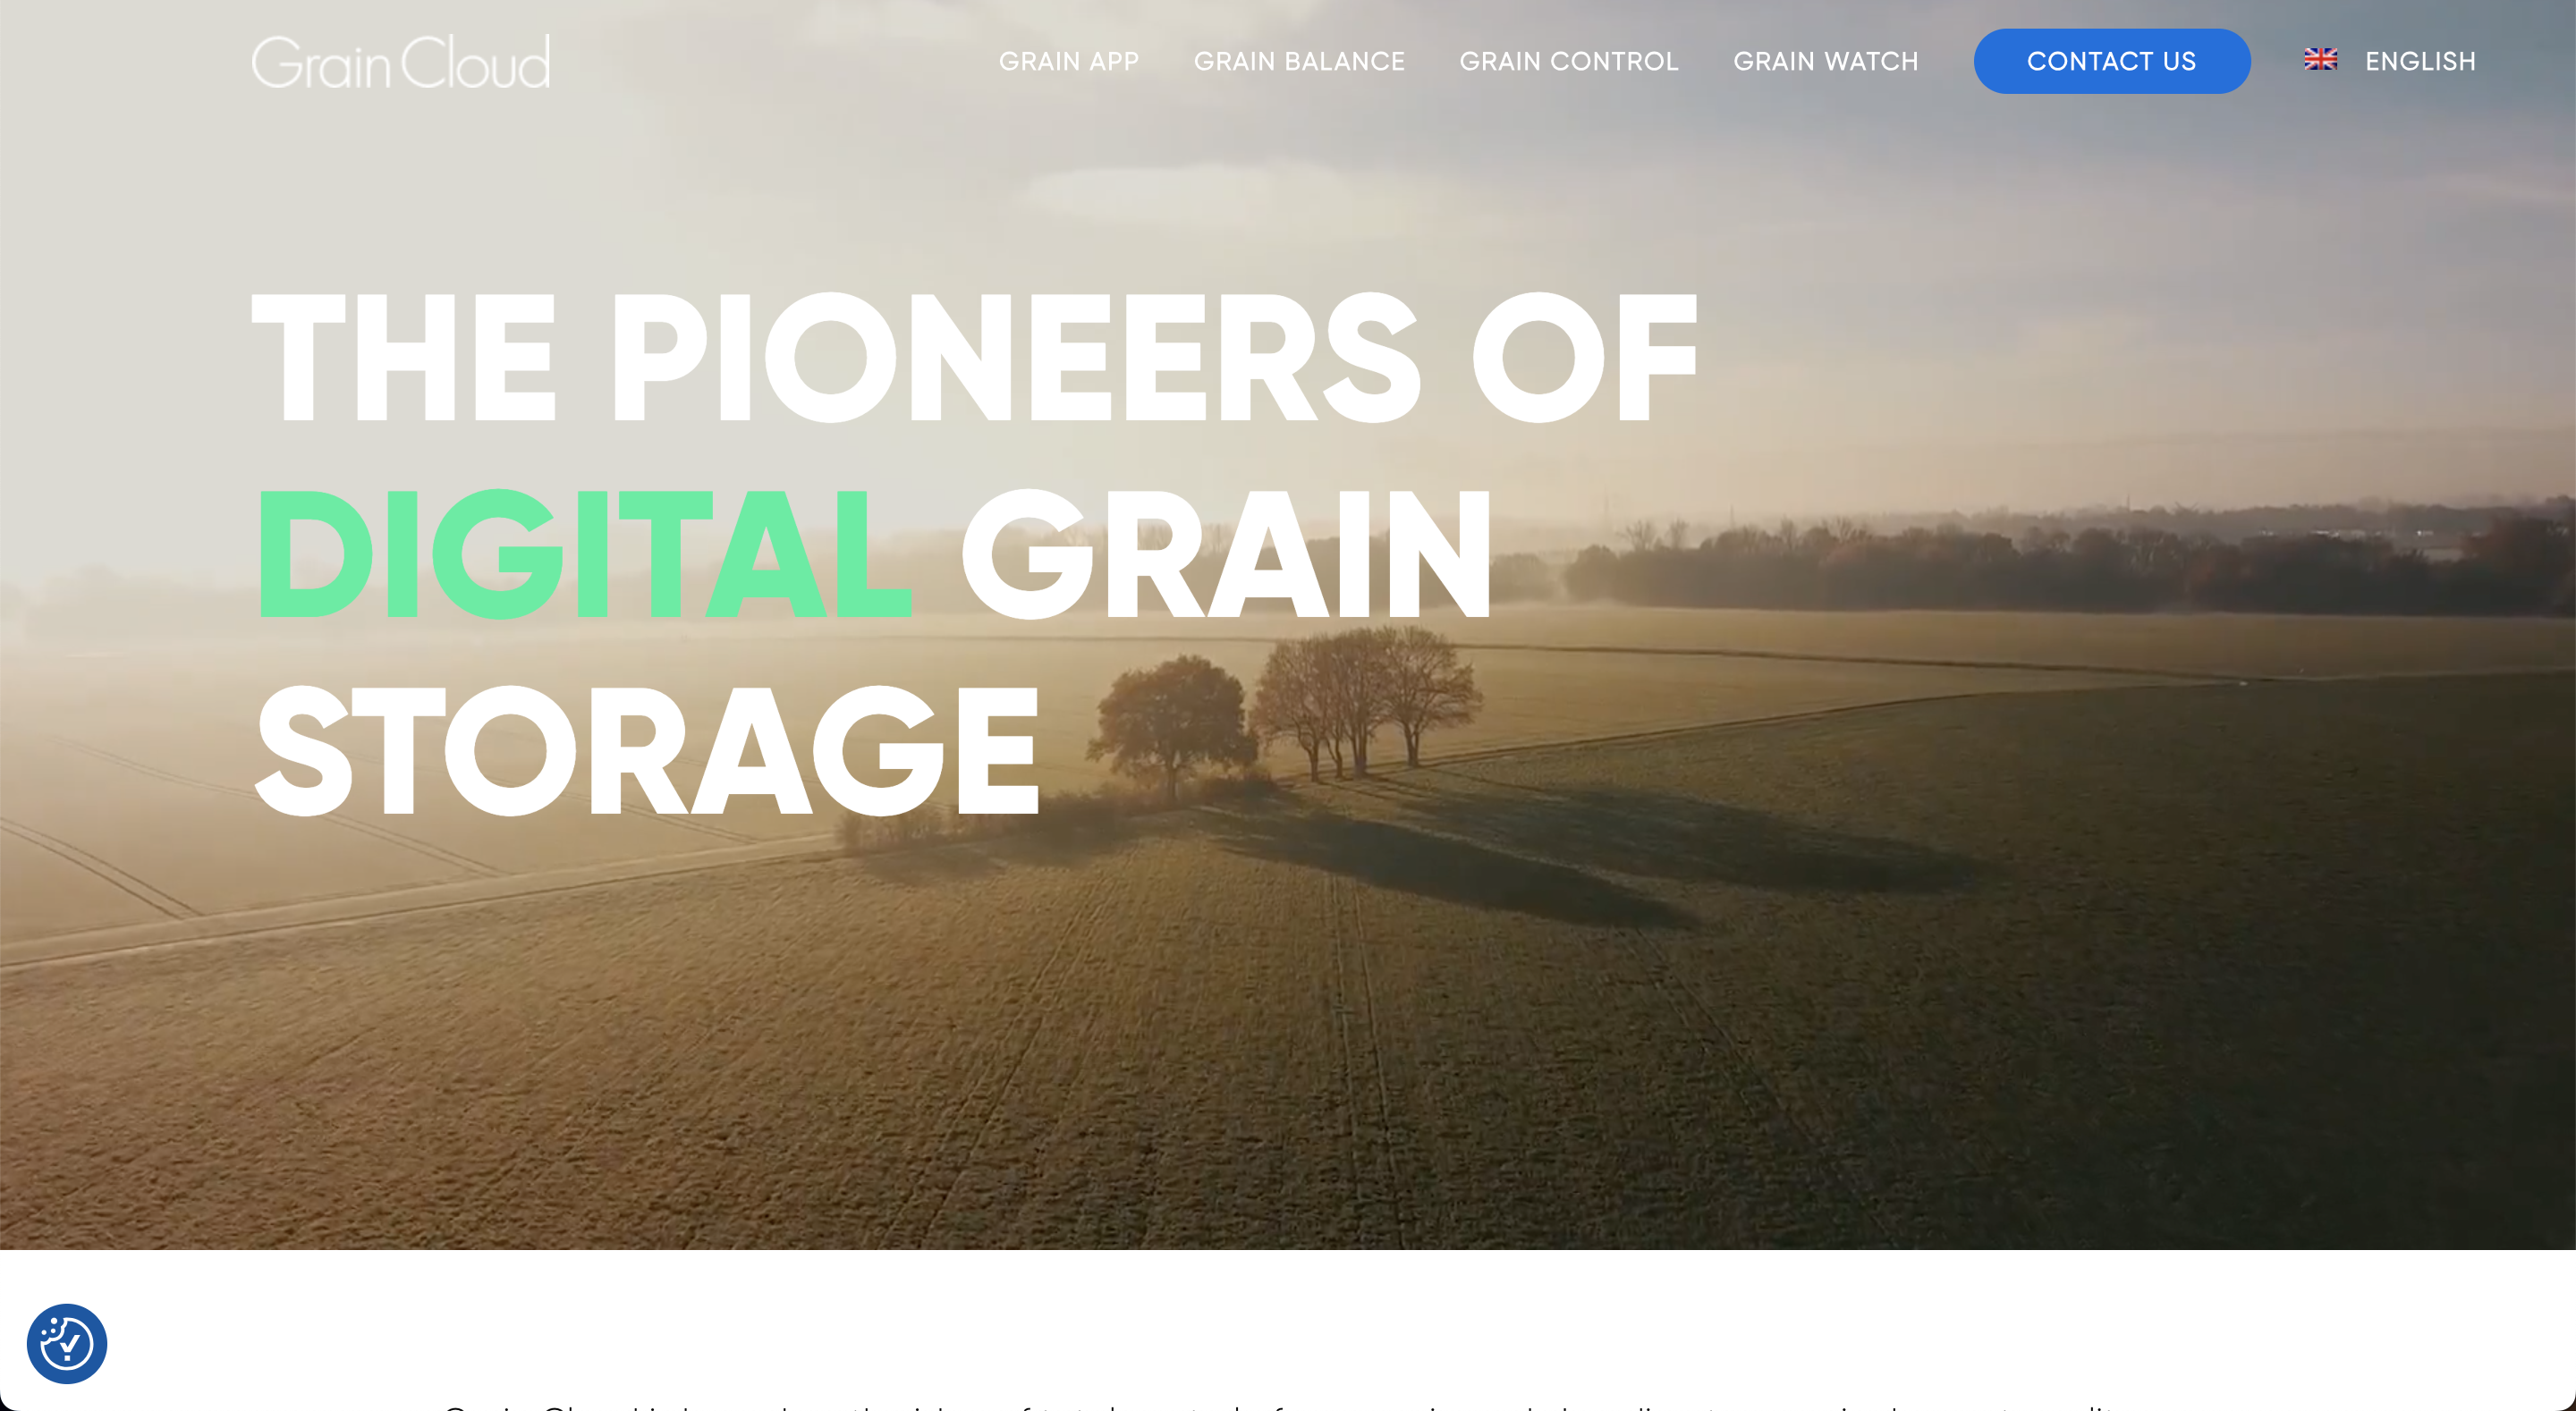 Grain Cloud
GRAIN APP
GRAIN BALANCE
GRAIN CONTROL
GRAIN WATCH
CONTACT US
ENGLISH
THE PIONEERS OF
DIGITAL GRAIN
STORAGE